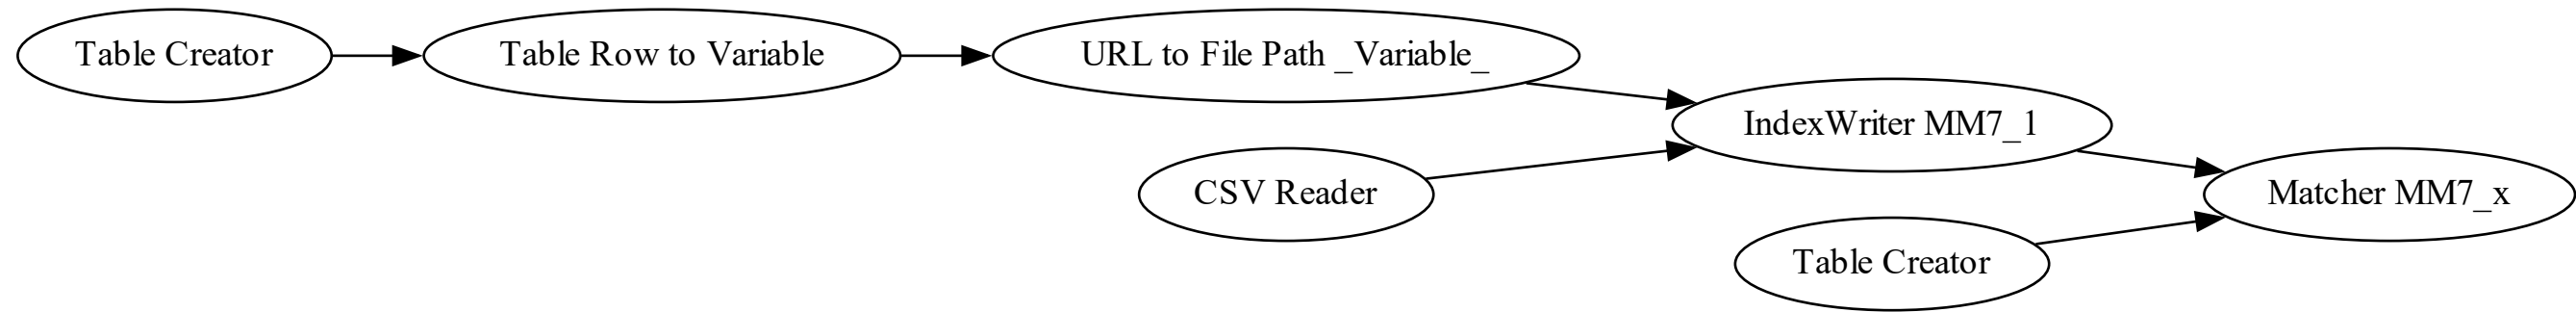 Table Creator
Table Row to Variable
URL to File Path _Variable_
IndexWriter MM7_1
CSV Reader
Matcher MM7_x
Table Creator